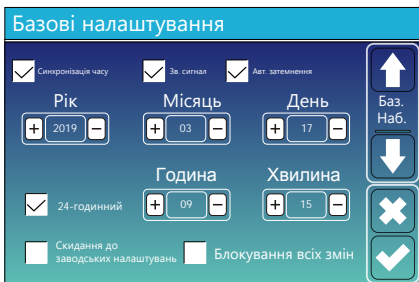 Базові налаштування
Синхронізація часу Зв. сигнал Авт. затемнення
Рік Місяць День
+ 2019 − + 03 − + 17 −
Баз.
Наб.
Година Хвилина
24-годинний + 09 − + 15 −
Скидання до
заводських налаштувань Блокування всіх змін